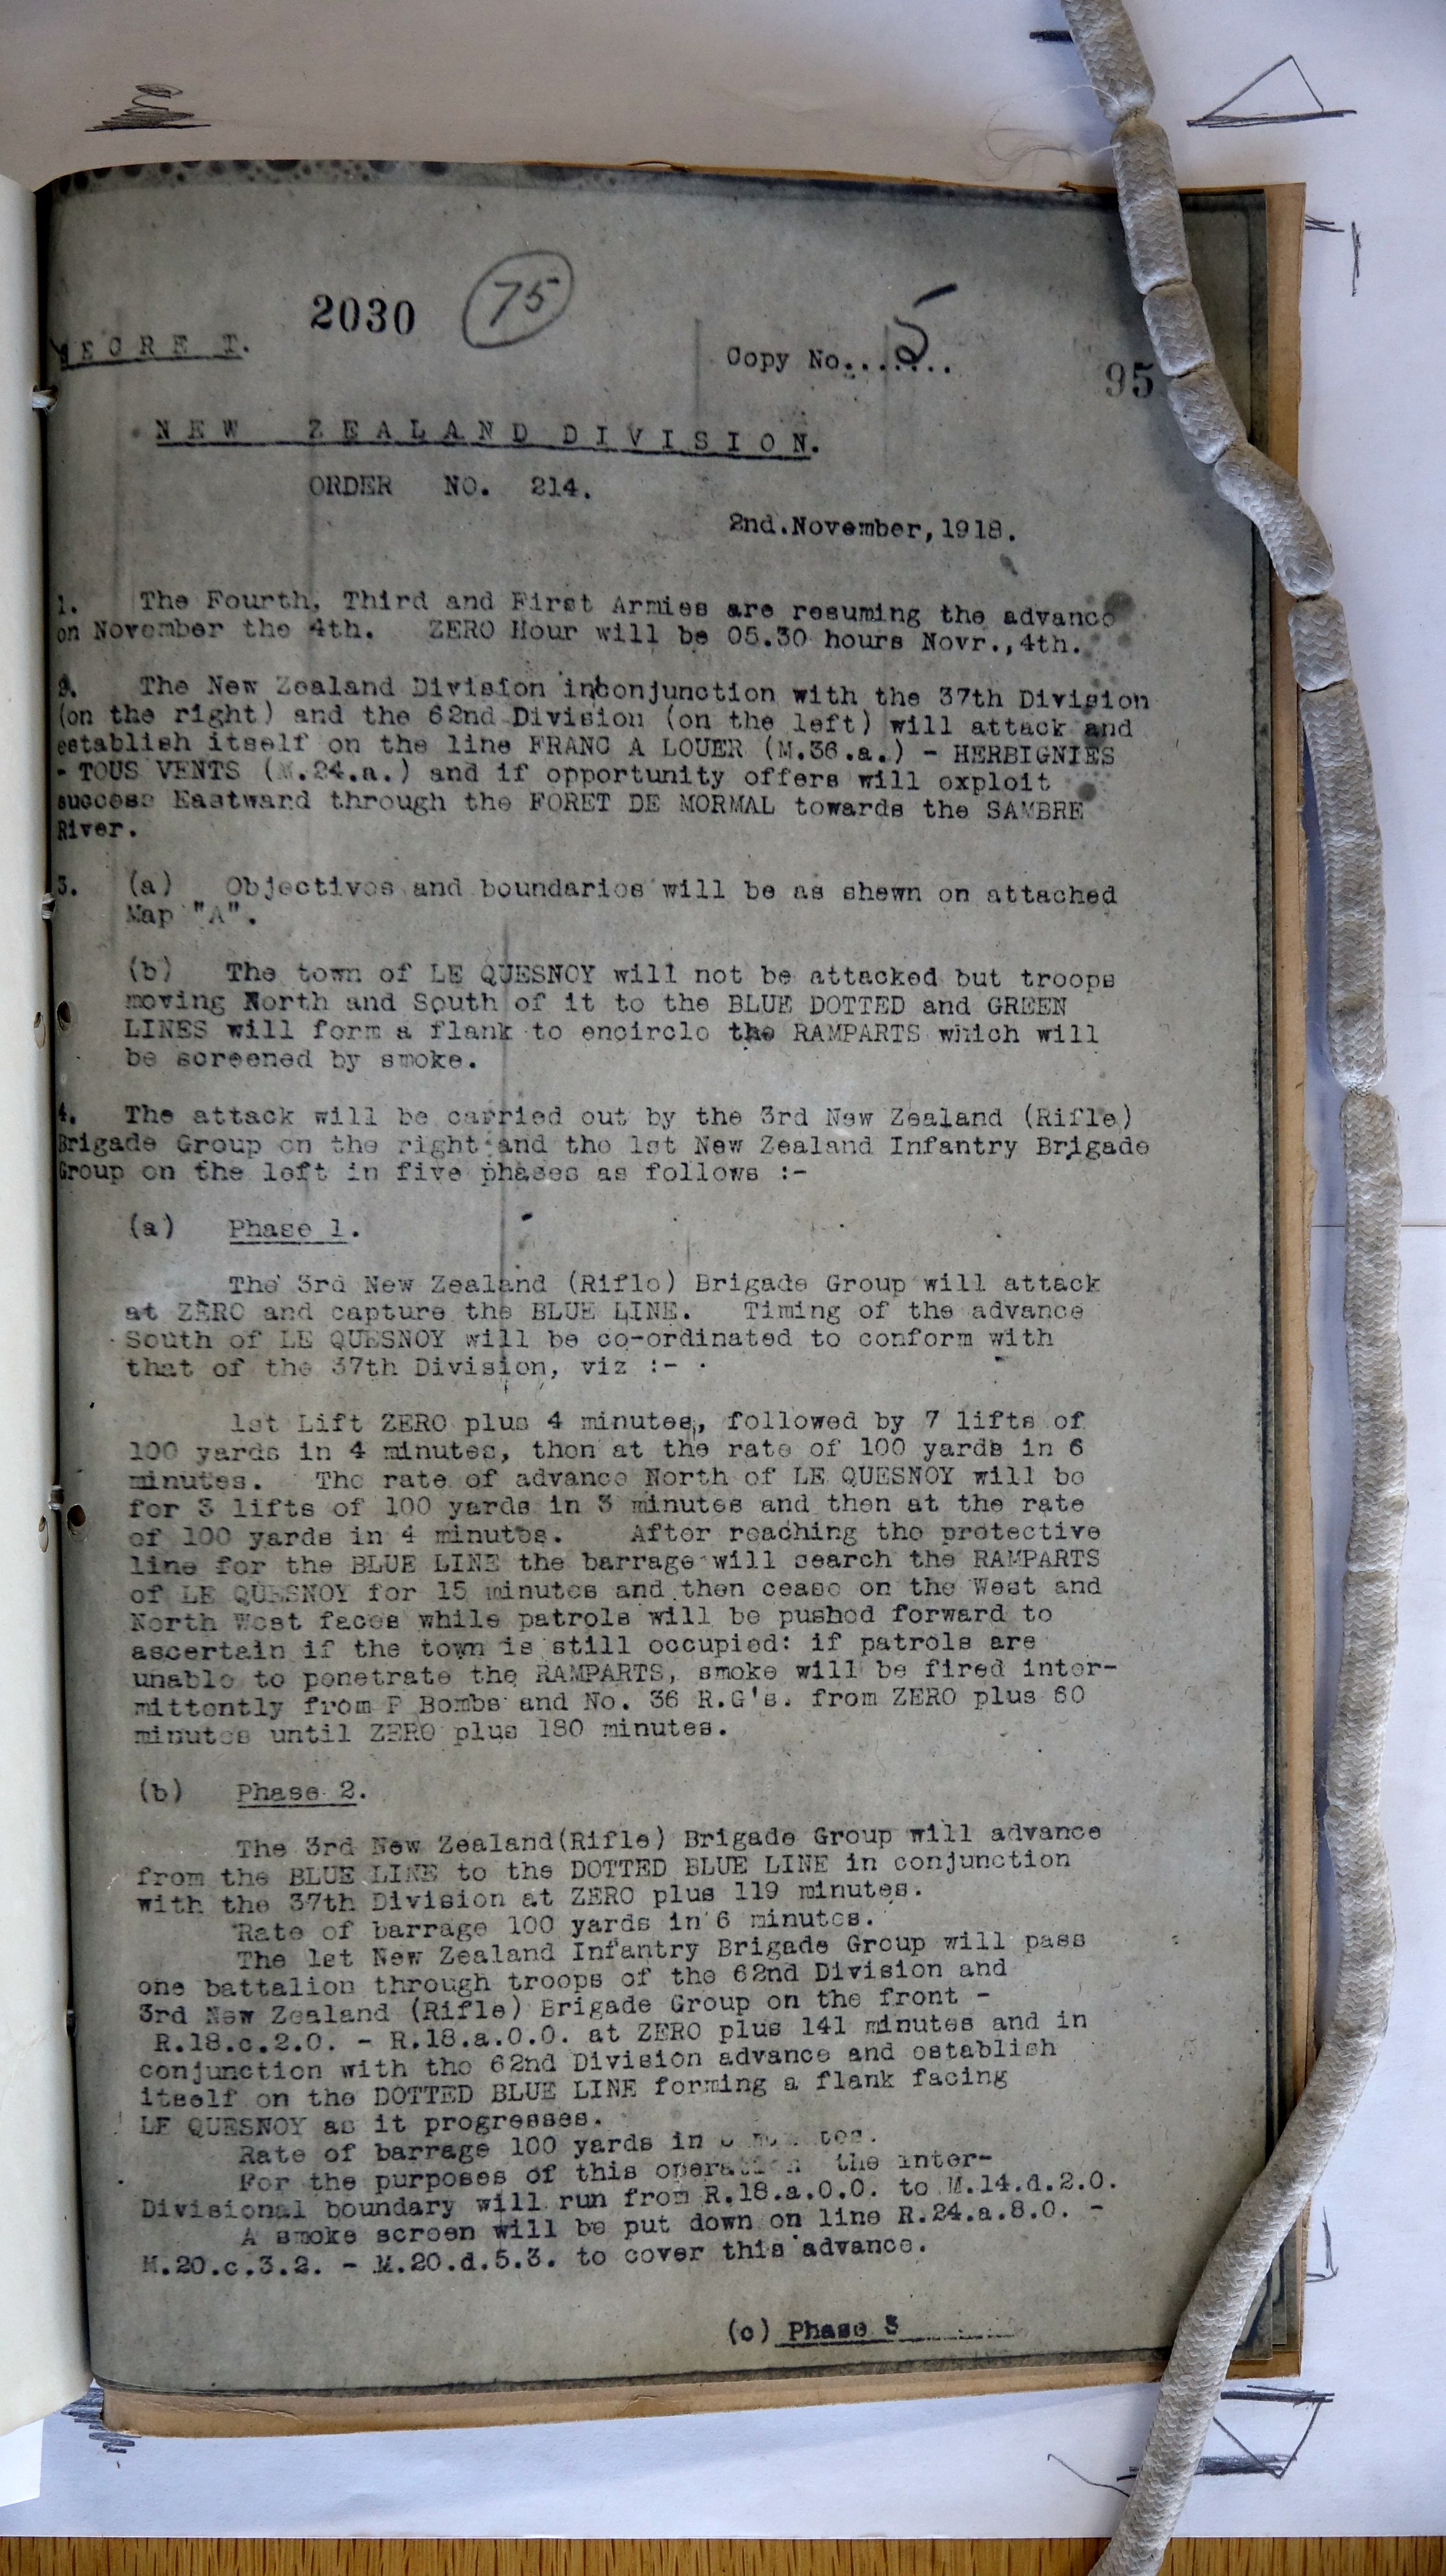 2030
75
SECRET.
Copy No.......5
95
NEW ZEALAND DIVISION.
ORDER NO. 214.
2nd.November,1918.
1. The Fourth, Third and First Armies are resuming the advance
on November the 4th. ZERO Hour will be 05.30 hours Novr.,4th.
2. The New Zealand Division inconjunction with the 37th Division
(on the right) and the 62nd Division (on the left) will attack and
establish itself on the line FRANC A LOUER (M.36.a.) - HERBIGNIES
- TOUS VENTS (M.24.a.) and if opportunity offers will exploit
success Eastward through the FORET DE MORMAL towards the SAMBRE
River.
3. (a) Objectives and boundaries will be as shewn on attached
Map "A".
(b) The town of LE QUESNOY will not be attacked but troops
moving North and South of it to the BLUE DOTTED and GREEN
LINES will form a flank to encircle the RAMPARTS which will
be screened by smoke.
4. The attack will be carried out by the 3rd New Zealand (Rifle)
Brigade Group on the right and the 1st New Zealand Infantry Brigade
Group on the left in five phases as follows :-
(a) Phase 1.
The 3rd New Zealand (Rifle) Brigade Group will attack
at ZERO and capture the BLUE LINE. Timing of the advance
South of LE QUESNOY will be co-ordinated to conform with
that of the 37th Division, viz :-
1st Lift ZERO plus 4 minutes, followed by 7 lifts of
100 yards in 4 minutes, then at the rate of 100 yards in 6
minutes. The rate of advance North of LE QUESNOY will be
for 3 lifts of 100 yards in 3 minutes and then at the rate
of 100 yards in 4 minutes. After reaching the protective
line for the BLUE LINE the barrage will search the RAMPARTS
of LE QUESNOY for 15 minutes and then cease on the West and
North West faces while patrols will be pushed forward to
ascertain if the town is still occupied: if patrols are
unable to penetrate the RAMPARTS, smoke will be fired inter-
mittently from P Bombs and No. 36 R.G's. from ZERO plus 60
minutes until ZERO plus 180 minutes.
(b) Phase 2.
The 3rd New Zealand(Rifle) Brigade Group will advance
from the BLUE LINE to the DOTTED BLUE LINE in conjunction
with the 37th Division at ZERO plus 119 minutes.
Rate of barrage 100 yards in 6 minutes.
The 1st New Zealand Infantry Brigade Group will pass
one battalion through troops of the 62nd Division and
3rd New Zealand (Rifle) Brigade Group on the front -
R.18.c.2.0. - R.18.a.0.0. at ZERO plus 141 minutes and in
conjunction with the 62nd Division advance and establish
itself on the DOTTED BLUE LINE forming a flank facing
LE QUESNOY as it progresses.
Rate of barrage 100 yards in
For the purposes of this operation the inter-
Divisional boundary will run from R.18.a.0.0. to M.14.d.2.0.
A smoke screen will be put down on line R.24.a.8.0. -
M.20.c.3.2. - M.20.d.5.3. to cover this advance.
(c) Phase 3